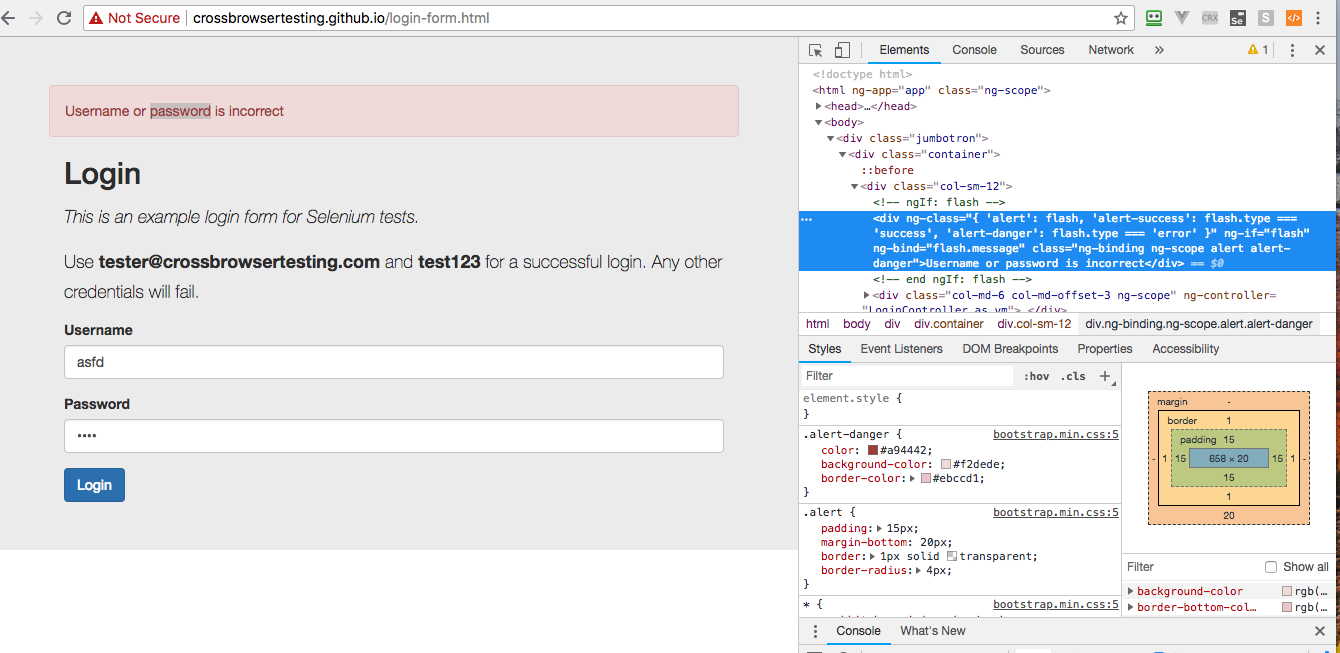 Not Secure crossbrowsertesting.github.io/login-form.html
CRX Se S </>
Username or password is incorrect
Login
This is an example login form for Selenium tests.
Use tester@crossbrowsertesting.com and test123 for a successful login. Any other
credentials will fail.
Username
asfd
Password
••••
Login
Elements Console Sources Network » 1
<!doctype html>
<html ng-app="app" class="ng-scope">
<head>…</head>
<body>
<div class="jumbotron">
<div class="container">
::before
<div class="col-sm-12">
<!-- ngIf: flash -->
… <div ng-class="{ 'alert': flash, 'alert-success': flash.type ===
'success', 'alert-danger': flash.type === 'error' }" ng-if="flash"
ng-bind="flash.message" class="ng-binding ng-scope alert alert-
danger">Username or password is incorrect</div> == $0
<!-- end ngIf: flash -->
<div class="col-md-6 col-md-offset-3 ng-scope" ng-controller=
"LoginController as vm"> </div>
html body div div.container div.col-sm-12 div.ng-binding.ng-scope.alert.alert-danger
Styles Event Listeners DOM Breakpoints Properties Accessibility
Filter :hov .cls +
element.style {
}
.alert-danger { bootstrap.min.css:5
color: #a94442;
background-color: #f2dede;
border-color: #ebccd1;
}
.alert { bootstrap.min.css:5
padding: 15px;
margin-bottom: 20px;
border: 1px solid transparent;
border-radius: 4px;
}
* { bootstrap.min.css:5
margin -
border 1
padding 15
- 1 15 658 × 20 15 1 -
15
1
20
Filter Show all
background-color rgb(…
border-bottom-col… rgb(…
Console What's New